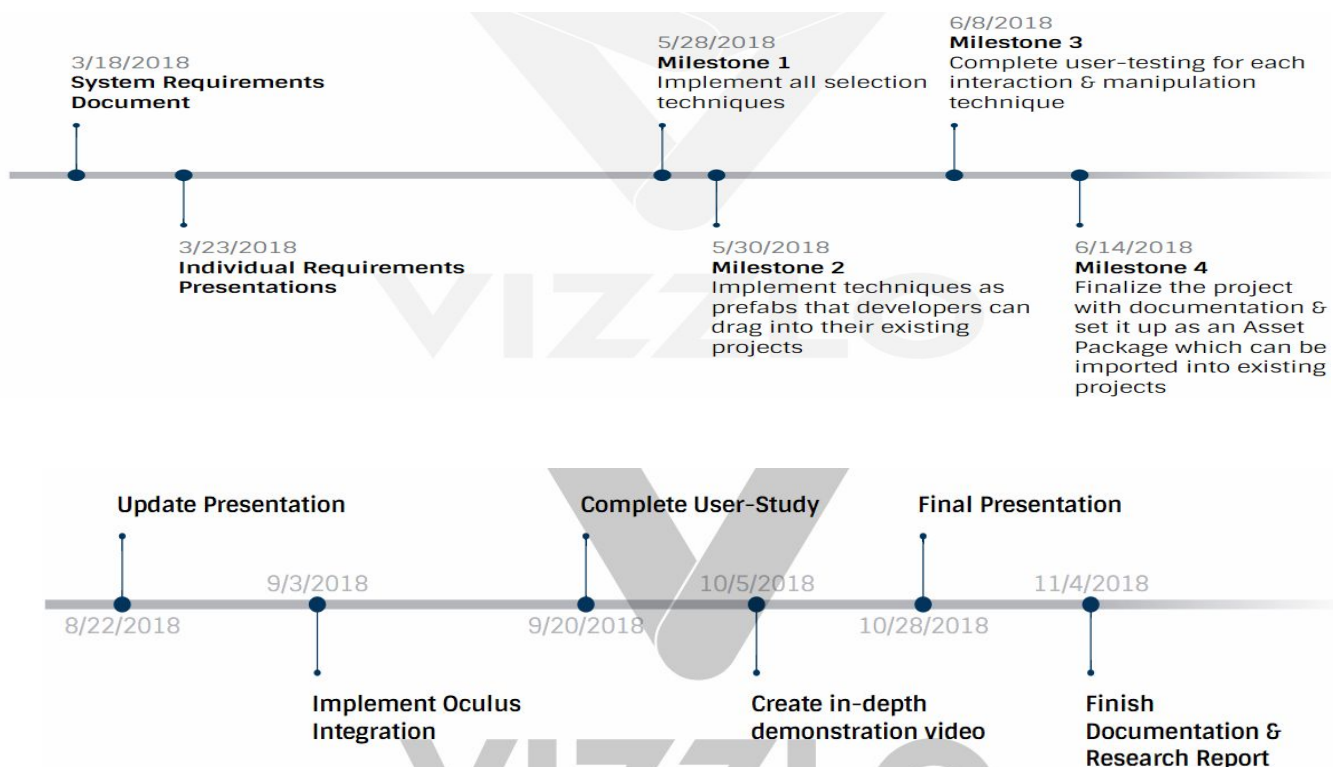 3/18/2018
System Requirements
Document
5/28/2018
Milestone 1
Implement all selection
techniques
6/8/2018
Milestone 3
Complete user-testing for each
interaction & manipulation
technique
3/23/2018
Individual Requirements
Presentations
5/30/2018
Milestone 2
Implement techniques as
prefabs that developers can
drag into their existing
projects
6/14/2018
Milestone 4
Finalize the project
with documentation &
set it up as an Asset
Package which can be
imported into existing
projects
VIZZLO
Update Presentation
8/22/2018
9/3/2018
Implement Oculus
Integration
Complete User-Study
9/20/2018
10/5/2018
Create in-depth
demonstration video
Final Presentation
10/28/2018
11/4/2018
Finish
Documentation &
Research Report
VIZZLO